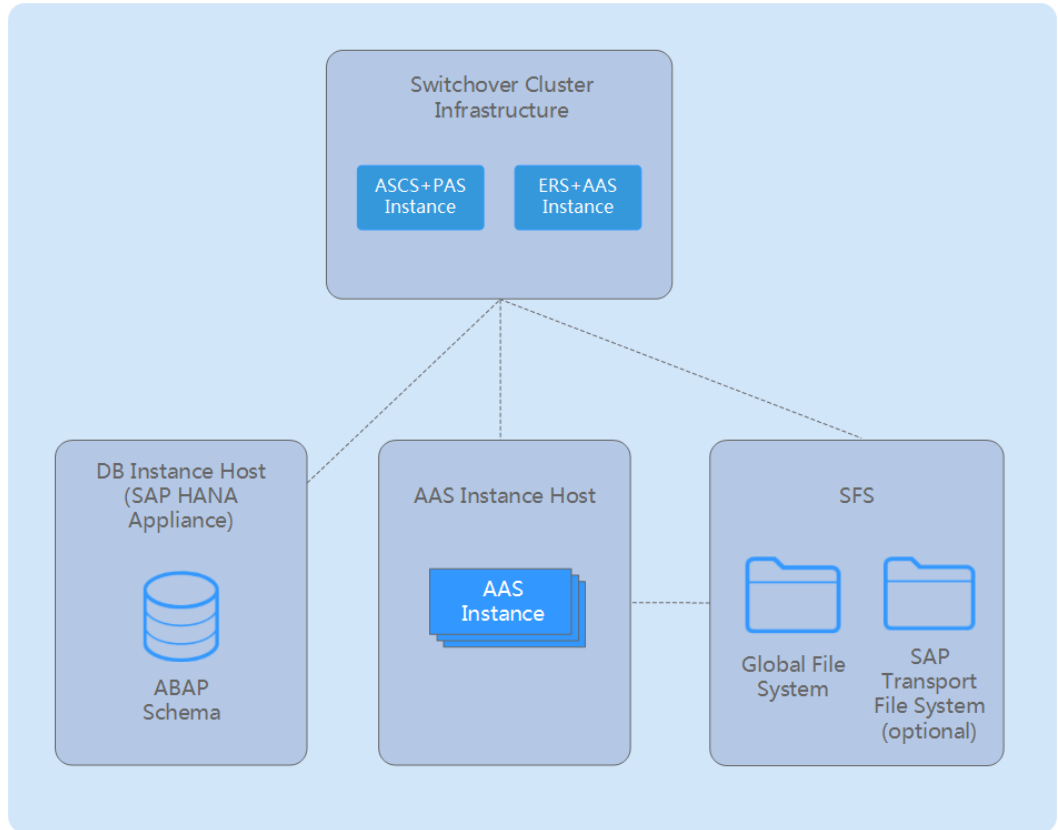 Switchover Cluster
Infrastructure
ASCS+PAS
Instance
ERS+AAS
Instance
DB Instance Host
(SAP HANA
Appliance)
ABAP
Schema
AAS Instance Host
AAS
Instance
SFS
Global File
System
SAP
Transport
File System
(optional)